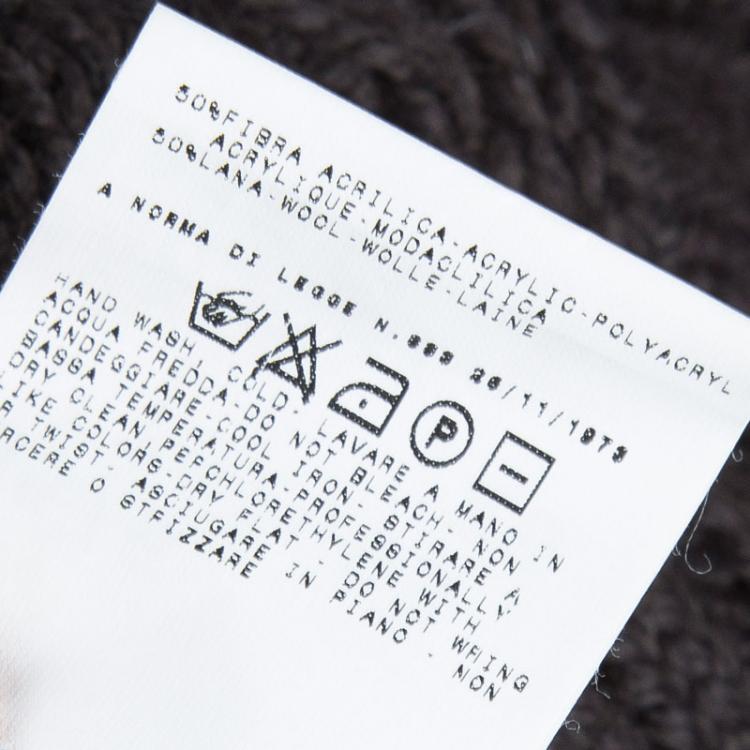 50%FIBRA ACRILICA-ACRYLIC-POLYACRYL
ACRYLIQUE-MODACLILICA
50%LANA-WOOL-WOLLE-LAINE
A NORMA DI LEGGE N.883 26/11/1973
P
HAND WASH, COLD. LAVARE A MANO IN
ACQUA FREDDA-DO NOT BLEACH- NON
CANDEGGIARE-COOL IRON- STIRARE A
BASSA TEMPERATURA-PROFESSIONALLY
DRY CLEAN PERCHLORETHYLENE WITH
LIKE COLORS-DRY FLAT - DO NOT WRING
R TWIST- ASCIUGARE IN PIANO - NON
RCERE O STRIZZARE